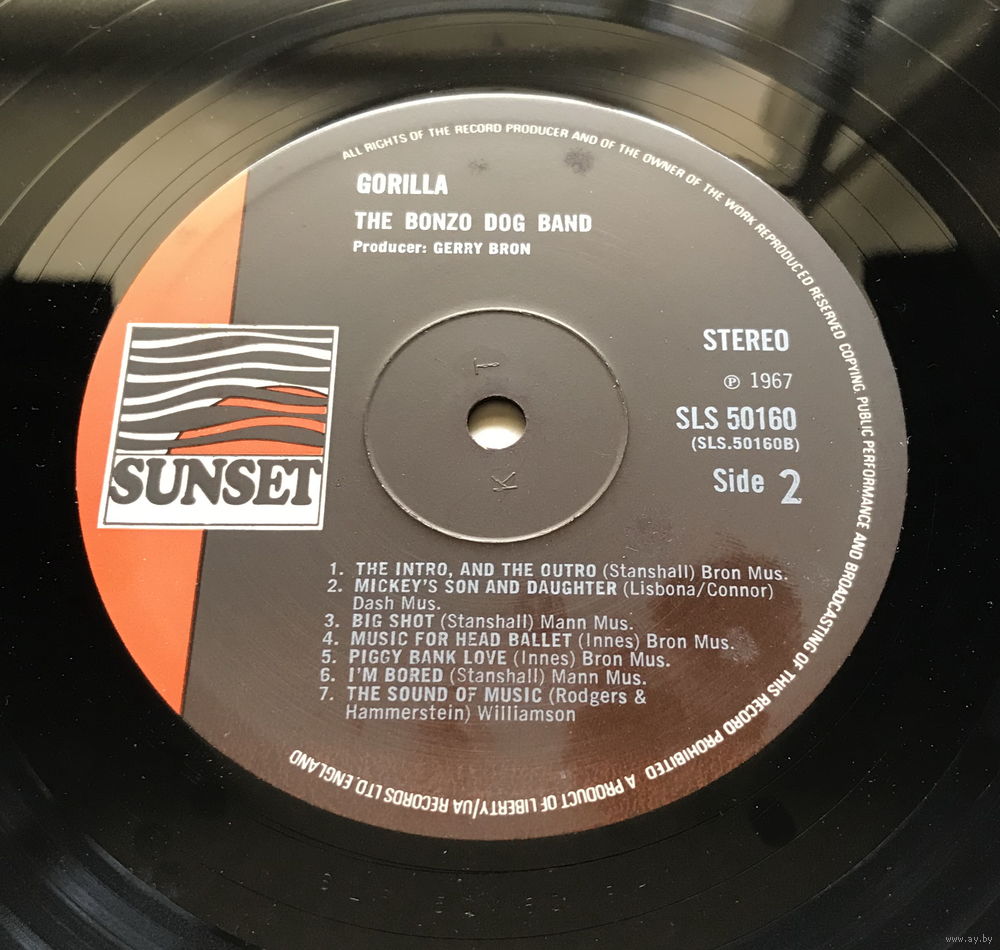 ALL RIGHTS OF THE RECORD PRODUCER AND OF THE OWNER OF THE WORK REPRODUCED RESERVED COPYING, PUBLIC PERFORMANCE AND BROADCASTING OF THIS RECORD PROHIBITED A PRODUCT OF LIBERTY/UA RECORDS LTD. ENGLAND
GORILLA
THE BONZO DOG BAND
Producer: GERRY BRON
STEREO
℗ 1967
SLS 50160
(SLS.50160B)
Side 2
SUNSET
T
K
1. THE INTRO, AND THE OUTRO (Stanshall) Bron Mus.
2. MICKEY'S SON AND DAUGHTER (Lisbona/Connor)
Dash Mus.
3. BIG SHOT (Stanshall) Mann Mus.
4. MUSIC FOR HEAD BALLET (Innes) Bron Mus.
5. PIGGY BANK LOVE (Innes) Bron Mus.
6. I'M BORED (Stanshall) Mann Mus.
7. THE SOUND OF MUSIC (Rodgers &
Hammerstein) Williamson
www.ay.by